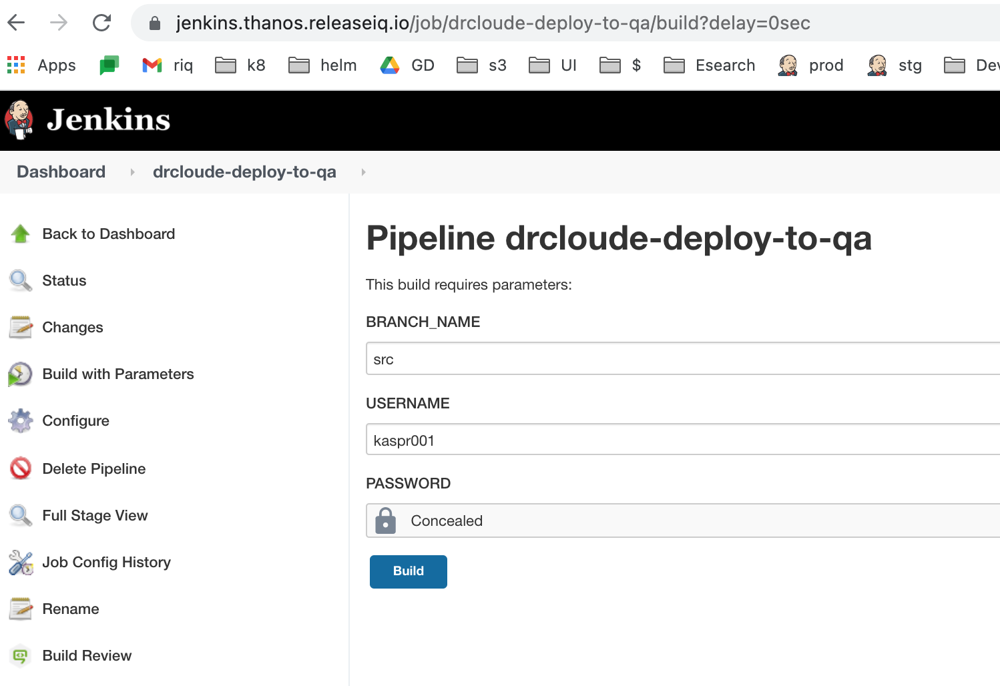 jenkins.thanos.releaseiq.io/job/drcloude-deploy-to-qa/build?delay=0sec
Apps riq k8 helm GD s3 UI $ Esearch prod stg Dev
Jenkins
Dashboard drcloude-deploy-to-qa
Back to Dashboard
Status
Changes
Build with Parameters
Configure
Delete Pipeline
Full Stage View
Job Config History
Rename
Build Review
Pipeline drcloude-deploy-to-qa
This build requires parameters:
BRANCH_NAME
src
USERNAME
kaspr001
PASSWORD
Concealed
Build